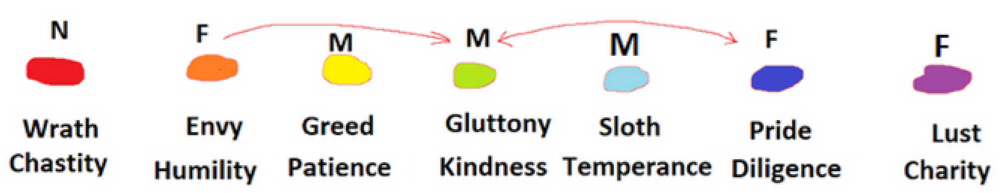 N F M M M F F
Wrath Envy Greed Gluttony Sloth Pride Lust
Chastity Humility Patience Kindness Temperance Diligence Charity